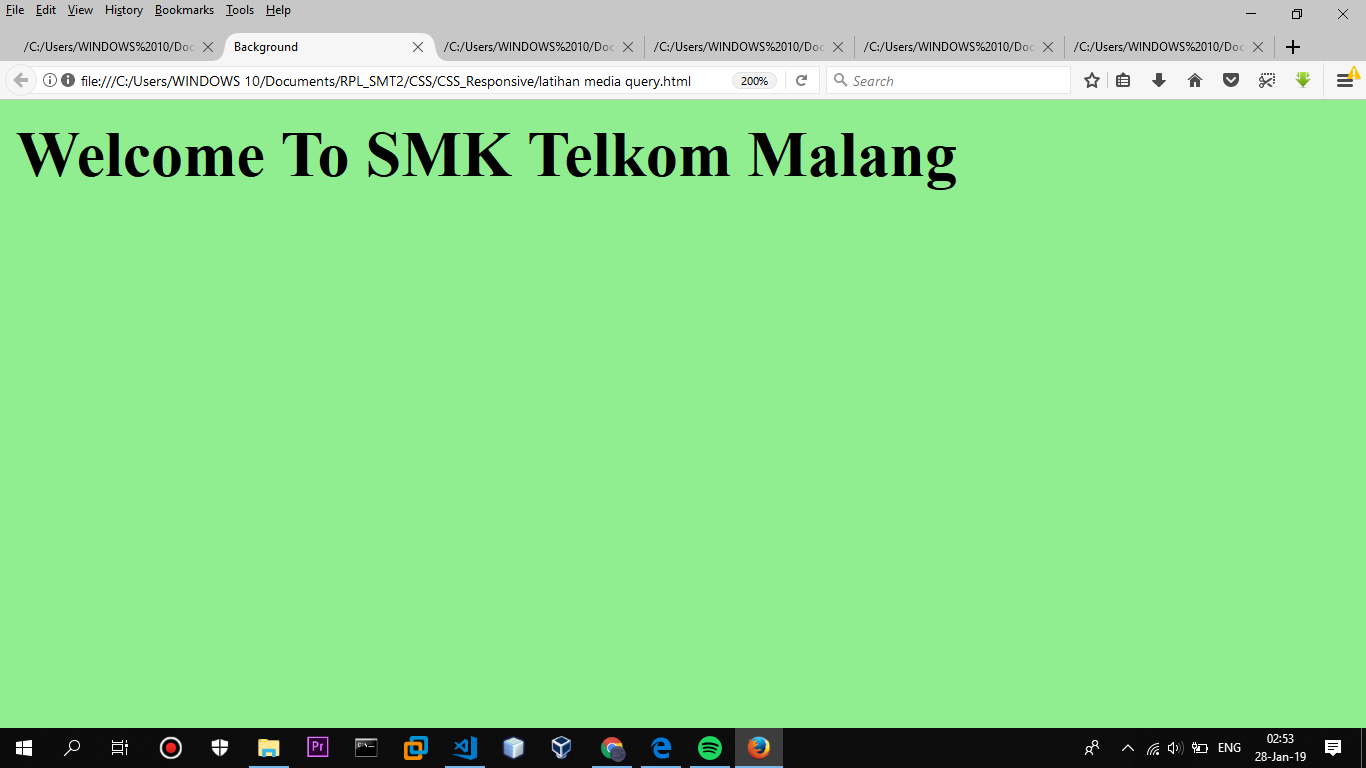 File Edit View History Bookmarks Tools Help
/C:/Users/WINDOWS%2010/Doc Background /C:/Users/WINDOWS%2010/Doc /C:/Users/WINDOWS%2010/Doc /C:/Users/WINDOWS%2010/Doc /C:/Users/WINDOWS%2010/Doc
file:///C:/Users/WINDOWS 10/Documents/RPL_SMT2/CSS/CSS_Responsive/latihan media query.html 200% Search
Welcome To SMK Telkom Malang
Pr ENG 02:53
28-Jan-19